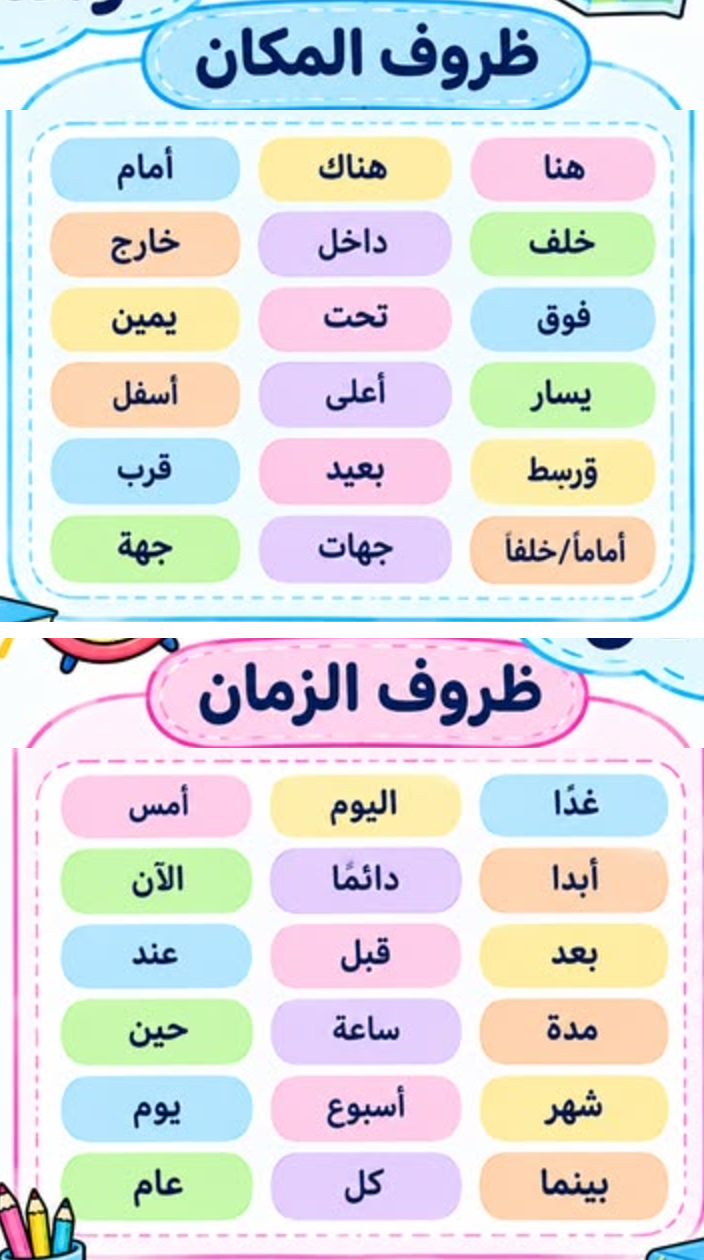 ظروف المكان
هنا هناك أمام
خلف داخل خارج
فوق تحت يمين
يسار أعلى أسفل
بعيد قرب
أماماً/خلفاً جهات جهة
ظروف الزمان
غدًا اليوم أمس
أبدا دائمًا الآن
بعد قبل عند
مدة ساعة حين
شهر أسبوع يوم
بينما كل عام